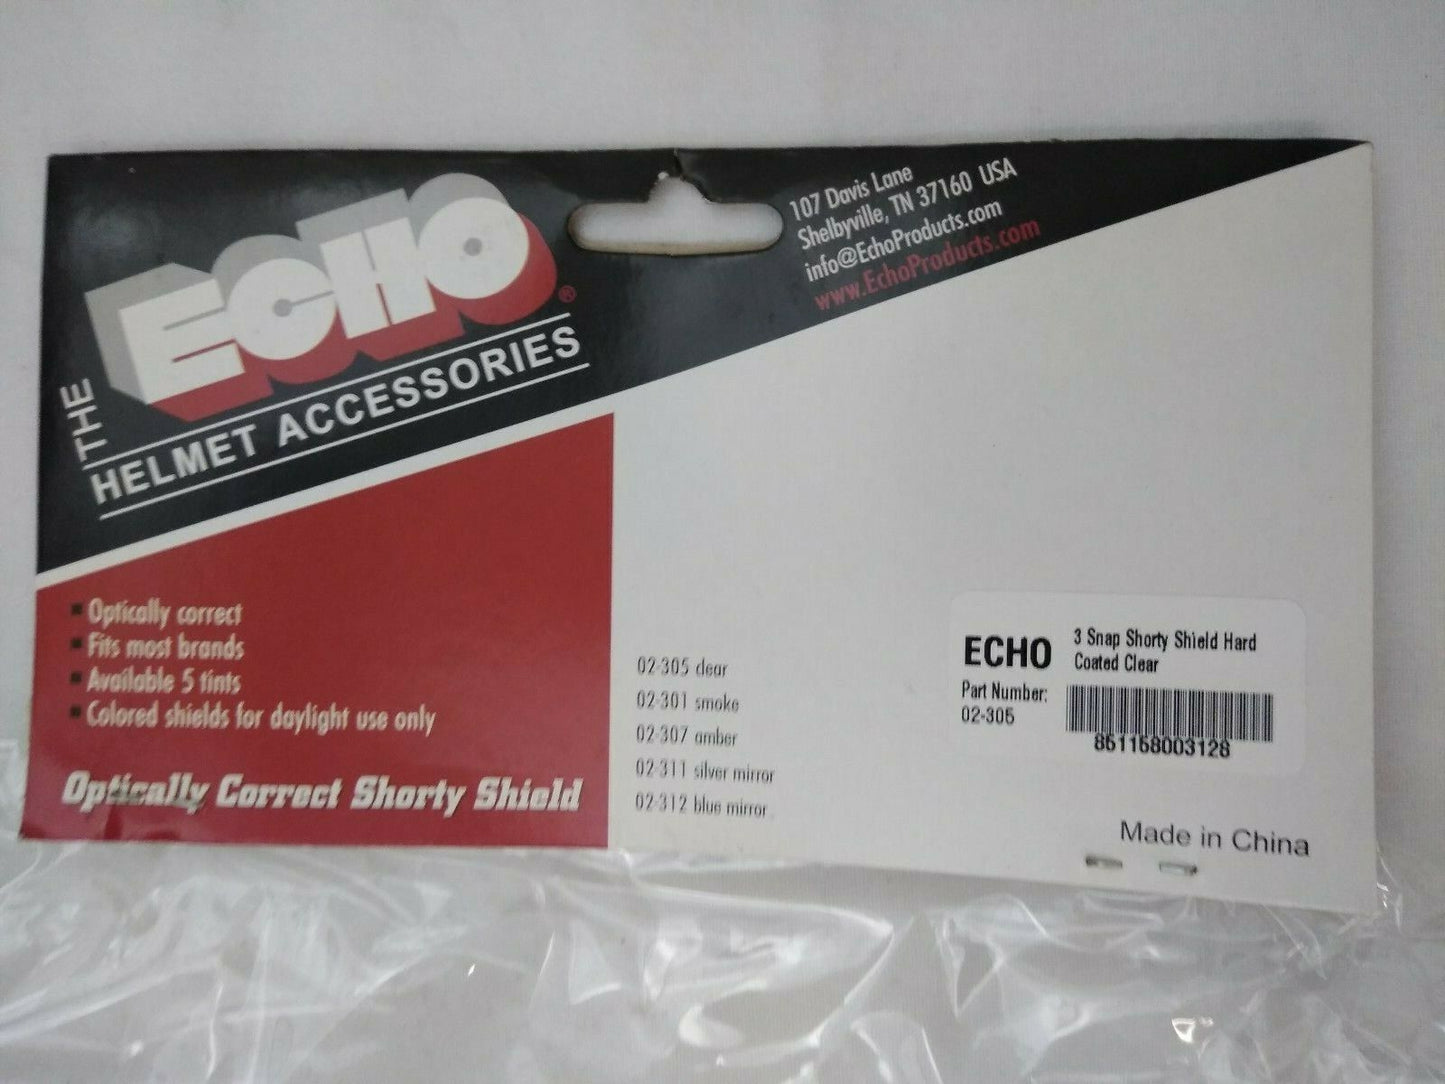 THE
ECHO®
HELMET ACCESSORIES
107 Davis Lane
Shelbyville, TN 37160 USA
info@EchoProducts.com
www.EchoProducts.com
▪ Optically correct
▪ Fits most brands
▪ Available 5 tints
▪ Colored shields for daylight use only
Optically Correct Shorty Shield
02-305 clear
02-301 smoke
02-307 amber
02-311 silver mirror
02-312 blue mirror
ECHO
3 Snap Shorty Shield Hard
Coated Clear
Part Number:
02-305
851158003128
Made in China